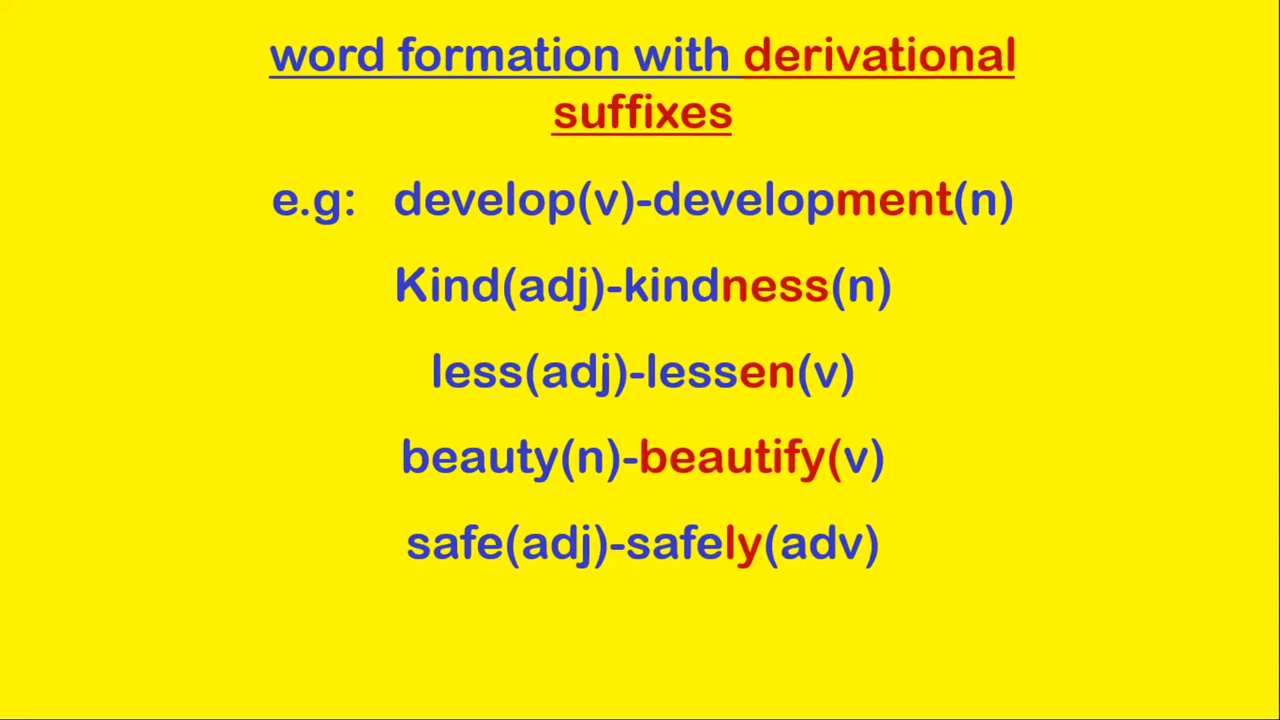 word formation with derivational
suffixes
e.g: develop(v)-development(n)
Kind(adj)-kindness(n)
less(adj)-lessen(v)
beauty(n)-beautify(v)
safe(adj)-safely(adv)